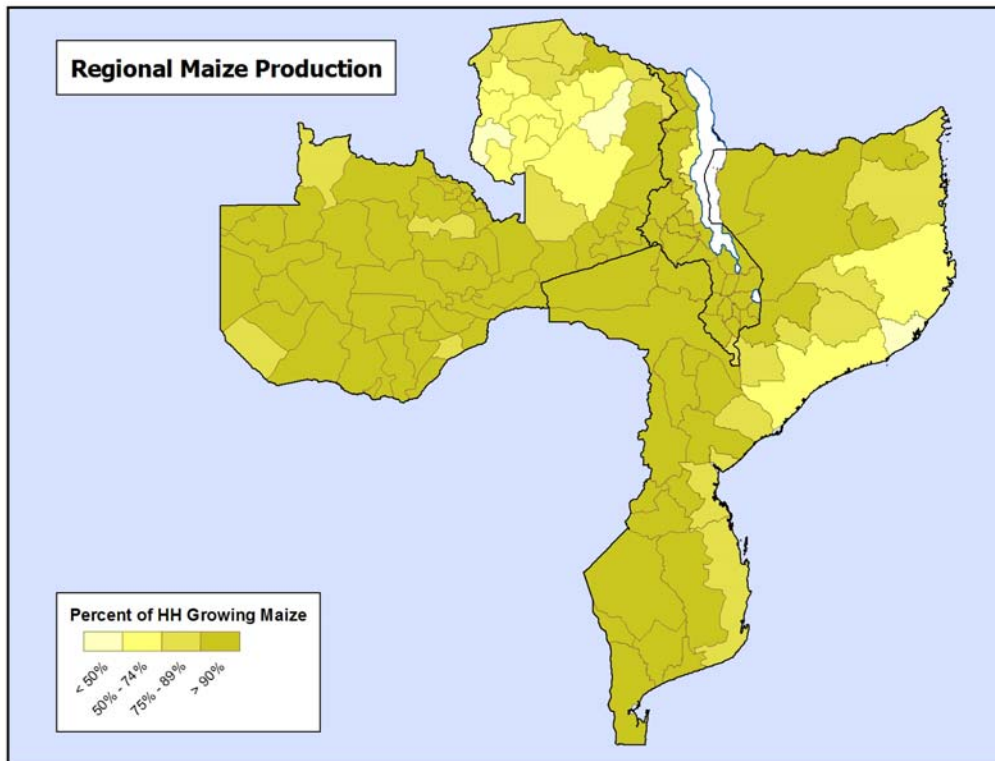 Regional Maize Production
Percent of HH Growing Maize
< 50%
50% - 74%
75% - 89%
> 90%